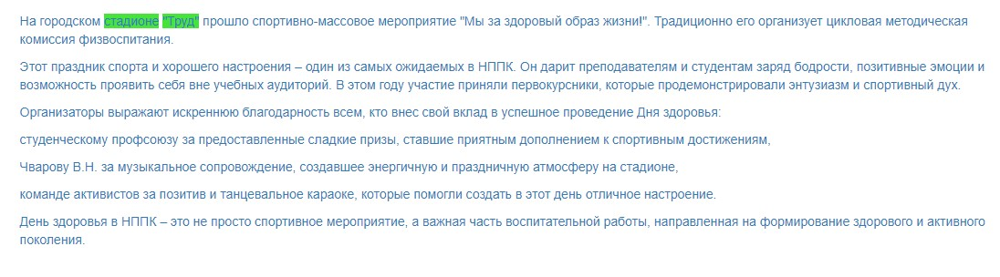 На городском стадионе "Труд" прошло спортивно-массовое мероприятие "Мы за здоровый образ жизни!". Традиционно его организует цикловая методическая
комиссия физвоспитания.
Этот праздник спорта и хорошего настроения – один из самых ожидаемых в НППК. Он дарит преподавателям и студентам заряд бодрости, позитивные эмоции и
возможность проявить себя вне учебных аудиторий. В этом году участие приняли первокурсники, которые продемонстрировали энтузиазм и спортивный дух.
Организаторы выражают искреннюю благодарность всем, кто внес свой вклад в успешное проведение Дня здоровья:
студенческому профсоюзу за предоставленные сладкие призы, ставшие приятным дополнением к спортивным достижениям,
Чварову В.Н. за музыкальное сопровождение, создавшее энергичную и праздничную атмосферу на стадионе,
команде активистов за позитив и танцевальное караоке, которые помогли создать в этот день отличное настроение.
День здоровья в НППК – это не просто спортивное мероприятие, а важная часть воспитательной работы, направленная на формирование здорового и активного
поколения.